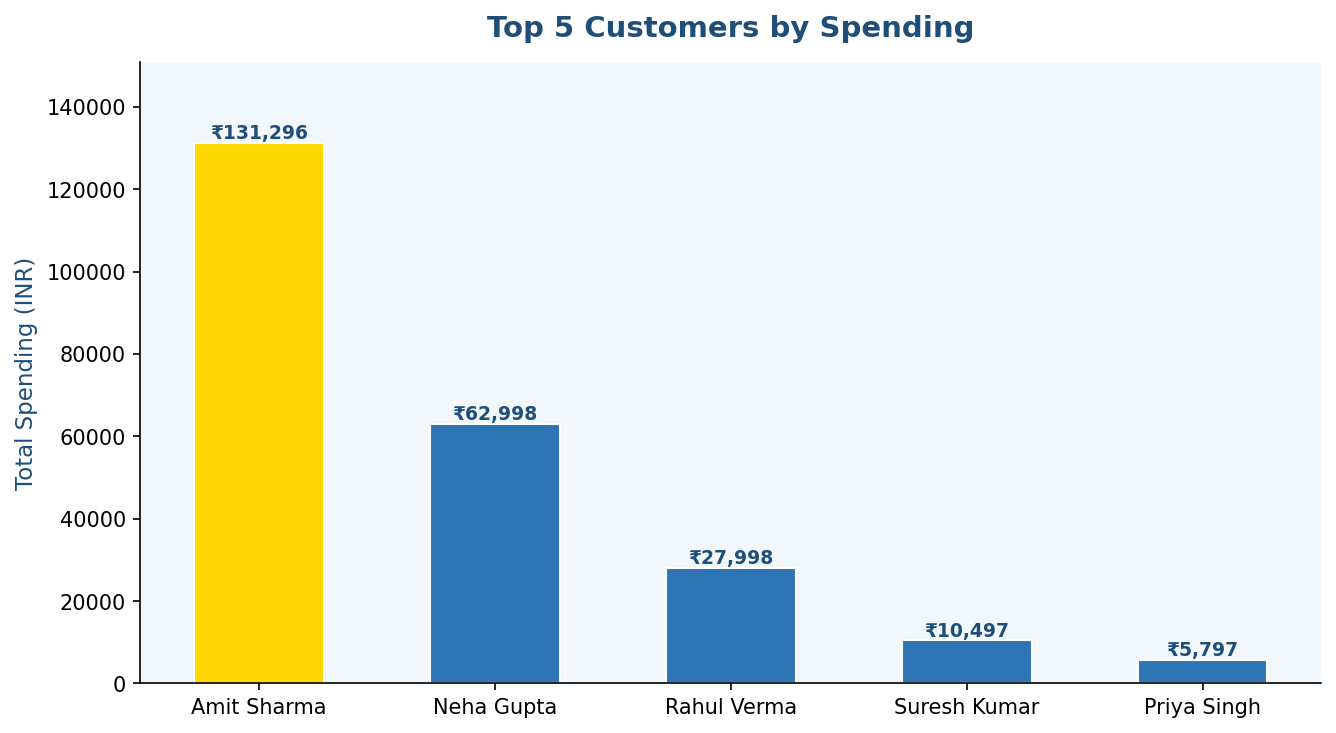 Top 5 Customers by Spending
Total Spending (INR)
140000
120000
100000
80000
60000
40000
20000
0
₹131,296
₹62,998
₹27,998
₹10,497
₹5,797
Amit Sharma
Neha Gupta
Rahul Verma
Suresh Kumar
Priya Singh